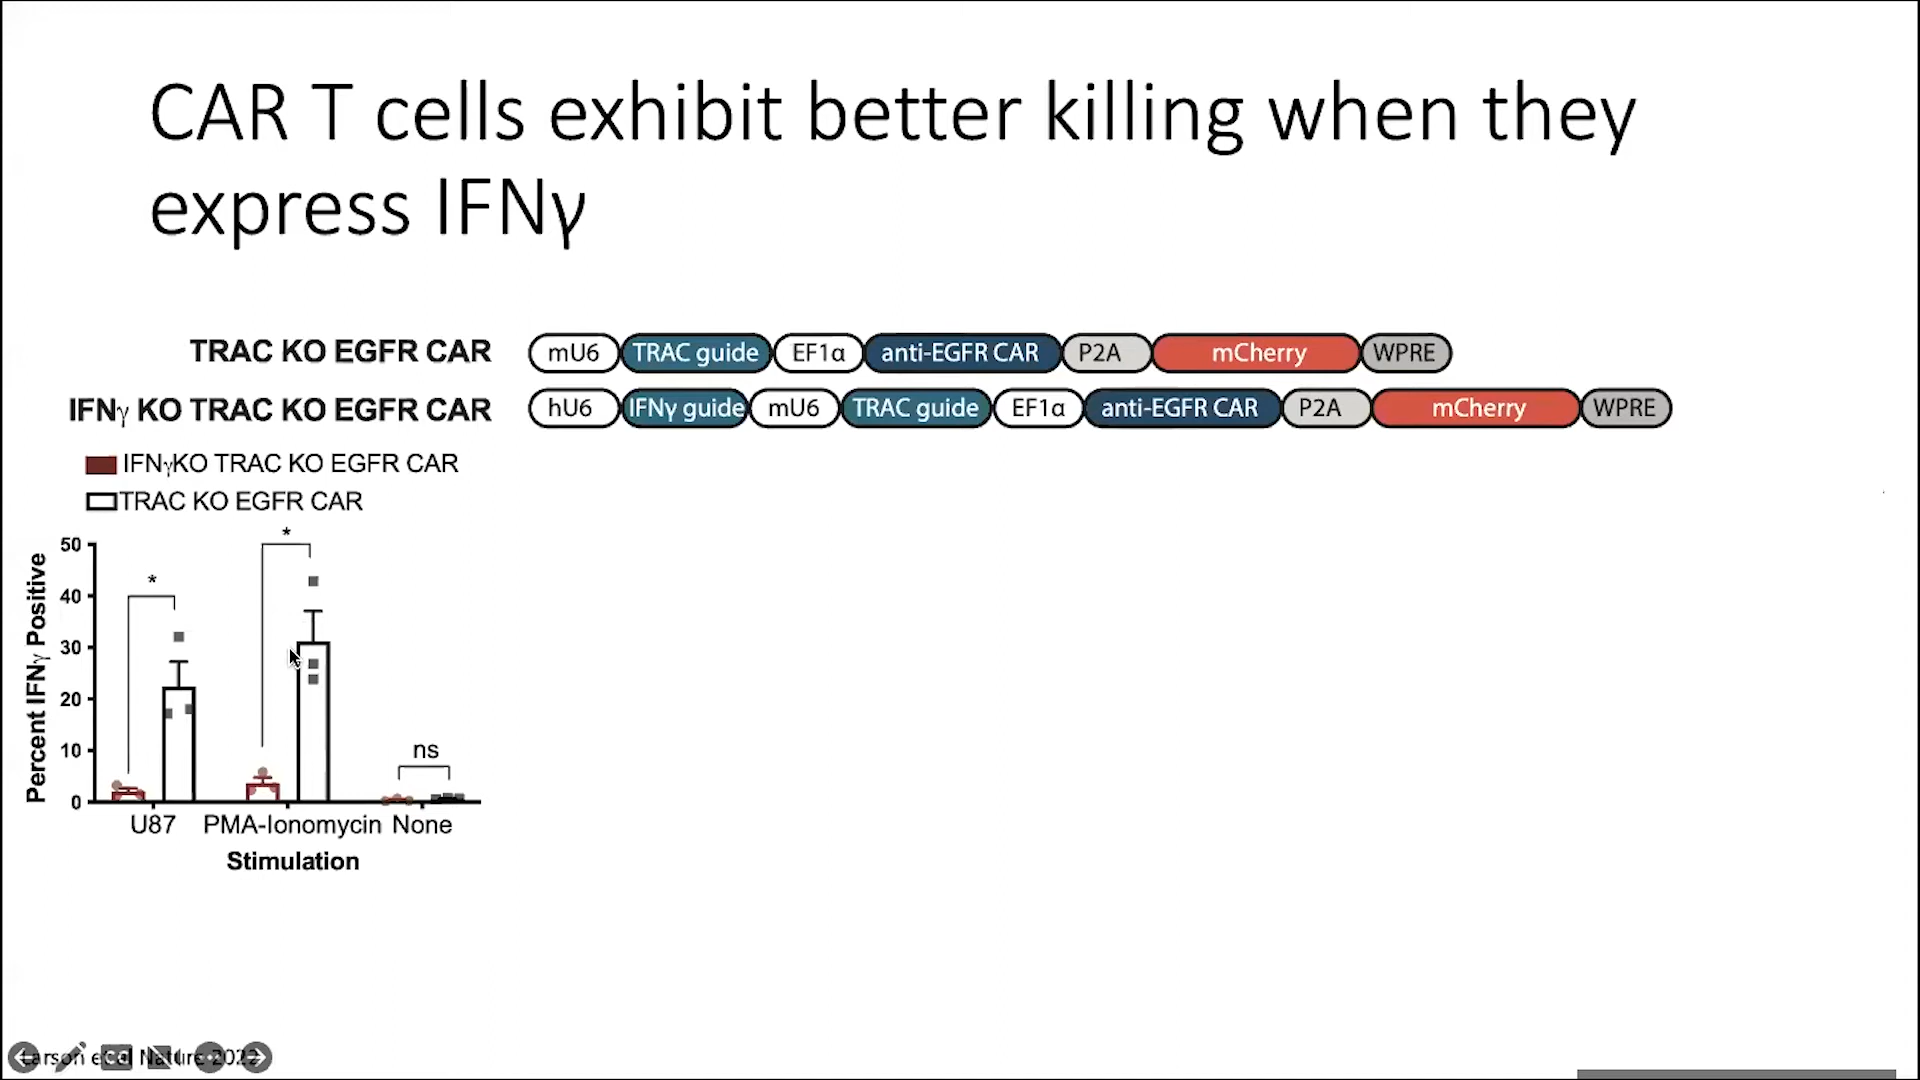 CAR T cells exhibit better killing when they
express IFNγ
TRAC KO EGFR CAR mU6 TRAC guide EF1α anti-EGFR CAR P2A mCherry WPRE
IFNγ KO TRAC KO EGFR CAR hU6 IFNγ guide mU6 TRAC guide EF1α anti-EGFR CAR P2A mCherry WPRE
IFNγKO TRAC KO EGFR CAR
TRAC KO EGFR CAR
Percent IFNγ Positive
50
40
30
20
10
0
*
*
ns
U87 PMA-Ionomycin None
Stimulation
Larson et al Nature 2022